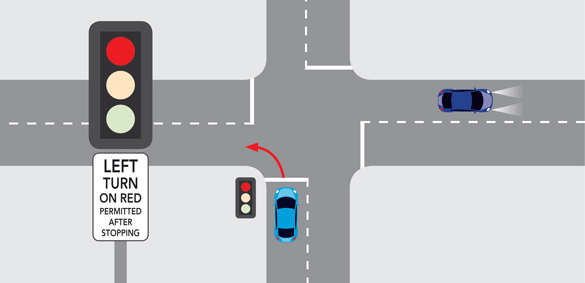 LEFT
TURN
ON RED
PERMITTED
AFTER
STOPPING